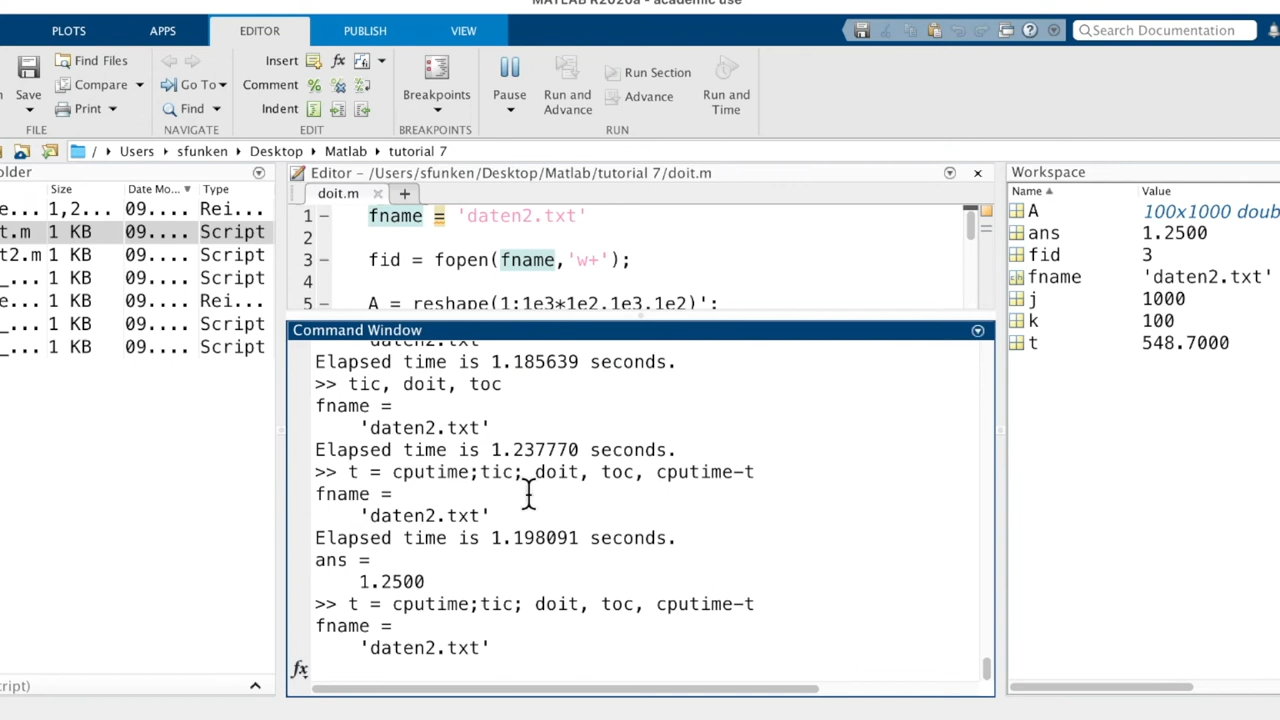 MATLAB R2020a - academic use
PLOTS APPS EDITOR PUBLISH VIEW
Search Documentation
Find Files Insert fx
Save Compare Go To Comment Breakpoints Pause Run and Advance Run Section Advance Run and Time
Print Find Indent
FILE NAVIGATE EDIT BREAKPOINTS RUN
/ Users sfunken Desktop Matlab tutorial 7
older
Size Date Mo... Type
e... 1,2... 09.... Rei...
t.m 1 KB 09.... Script
t2.m 1 KB 09.... Script
_... 1 KB 09.... Script
e... 1 KB 09.... Rei...
_... 1 KB 09.... Script
_... 1 KB 09.... Script
cript)
Editor - /Users/sfunken/Desktop/Matlab/tutorial 7/doit.m
doit.m × +
1 – fname = 'daten2.txt'
2
3 – fid = fopen(fname,'w+');
4
5 – A = reshape(1:1e3*1e2,1e3,1e2)';
Command Window
'daten2.txt'
Elapsed time is 1.185639 seconds.
>> tic, doit, toc
fname =
'daten2.txt'
Elapsed time is 1.237770 seconds.
>> t = cputime;tic; doit, toc, cputime-t
fname =
'daten2.txt'
Elapsed time is 1.198091 seconds.
ans =
1.2500
>> t = cputime;tic; doit, toc, cputime-t
fname =
'daten2.txt'
fx
Workspace
Name Value
A 100x1000 doub
ans 1.2500
fid 3
fname 'daten2.txt'
j 1000
k 100
t 548.7000